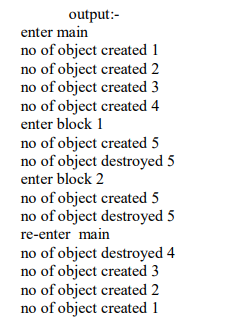 output:-
enter main
no of object created 1
no of object created 2
no of object created 3
no of object created 4
enter block 1
no of object created 5
no of object destroyed 5
enter block 2
no of object created 5
no of object destroyed 5
re-enter main
no of object destroyed 4
no of object created 3
no of object created 2
no of object created 1